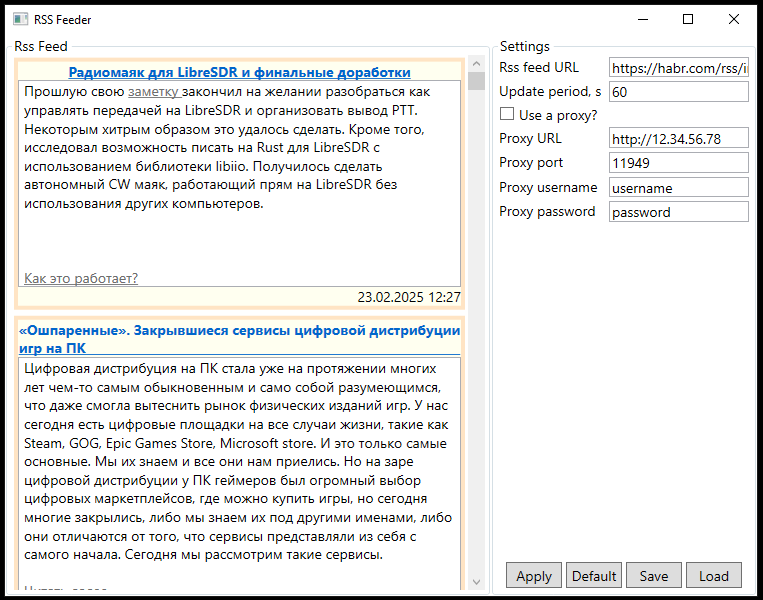 RSS Feeder
Rss Feed
Радиомаяк для LibreSDR и финальные доработки
Прошлую свою заметку закончил на желании разобраться как
управлять передачей на LibreSDR и организовать вывод PTT.
Некоторым хитрым образом это удалось сделать. Кроме того,
исследовал возможность писать на Rust для LibreSDR с
использованием библиотеки libiio. Получилось сделать
автономный CW маяк, работающий прям на LibreSDR без
использования других компьютеров.
Как это работает?
23.02.2025 12:27
«Ошпаренные». Закрывшиеся сервисы цифровой дистрибуции
игр на ПК
Цифровая дистрибуция на ПК стала уже на протяжении многих
лет чем-то самым обыкновенным и само собой разумеющимся,
что даже смогла вытеснить рынок физических изданий игр. У нас
сегодня есть цифровые площадки на все случаи жизни, такие как
Steam, GOG, Epic Games Store, Microsoft store. И это только самые
основные. Мы их знаем и все они нам приелись. Но на заре
цифровой дистрибуции у ПК геймеров был огромный выбор
цифровых маркетплейсов, где можно купить игры, но сегодня
многие закрылись, либо мы знаем их под другими именами, либо
они отличаются от того, что сервисы представляли из себя с
самого начала. Сегодня мы рассмотрим такие сервисы.
Settings
Rss feed URL https://habr.com/rss/i
Update period, s 60
Use a proxy?
Proxy URL http://12.34.56.78
Proxy port 11949
Proxy username username
Proxy password password
Apply Default Save Load